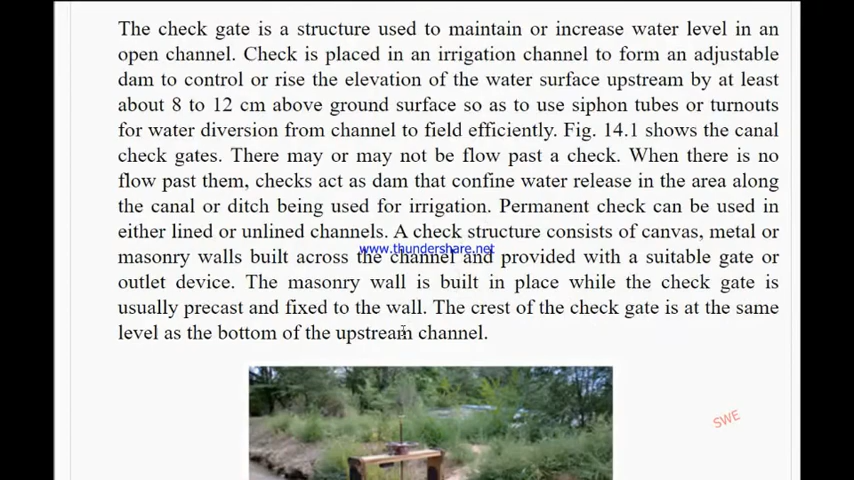 The check gate is a structure used to maintain or increase water level in an
open channel. Check is placed in an irrigation channel to form an adjustable
dam to control or rise the elevation of the water surface upstream by at least
about 8 to 12 cm above ground surface so as to use siphon tubes or turnouts
for water diversion from channel to field efficiently. Fig. 14.1 shows the canal
check gates. There may or may not be flow past a check. When there is no
flow past them, checks act as dam that confine water release in the area along
the canal or ditch being used for irrigation. Permanent check can be used in
either lined or unlined channels. A check structure consists of canvas, metal or
www.thundershare.net
masonry walls built across the channel and provided with a suitable gate or
outlet device. The masonry wall is built in place while the check gate is
usually precast and fixed to the wall. The crest of the check gate is at the same
level as the bottom of the upstream channel.
SWE